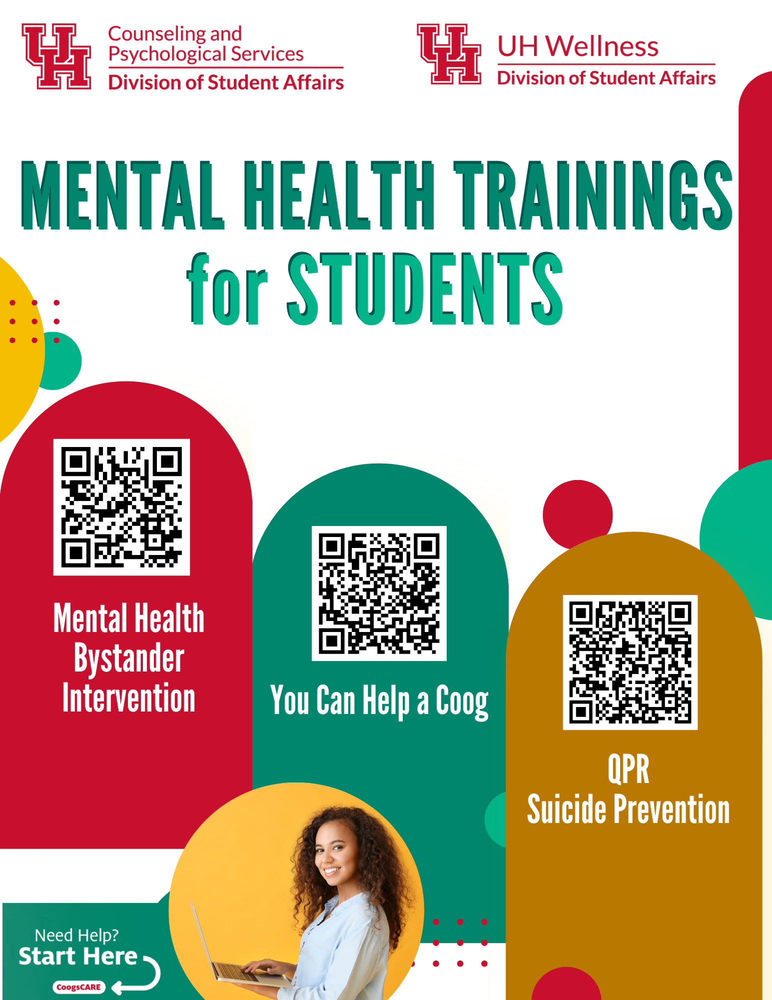 Counseling and
Psychological Services
Division of Student Affairs
UH Wellness
Division of Student Affairs
MENTAL HEALTH TRAININGS
for STUDENTS
Mental Health
Bystander
Intervention
You Can Help a Coog
QPR
Suicide Prevention
Need Help?
Start Here
CoogsCARE